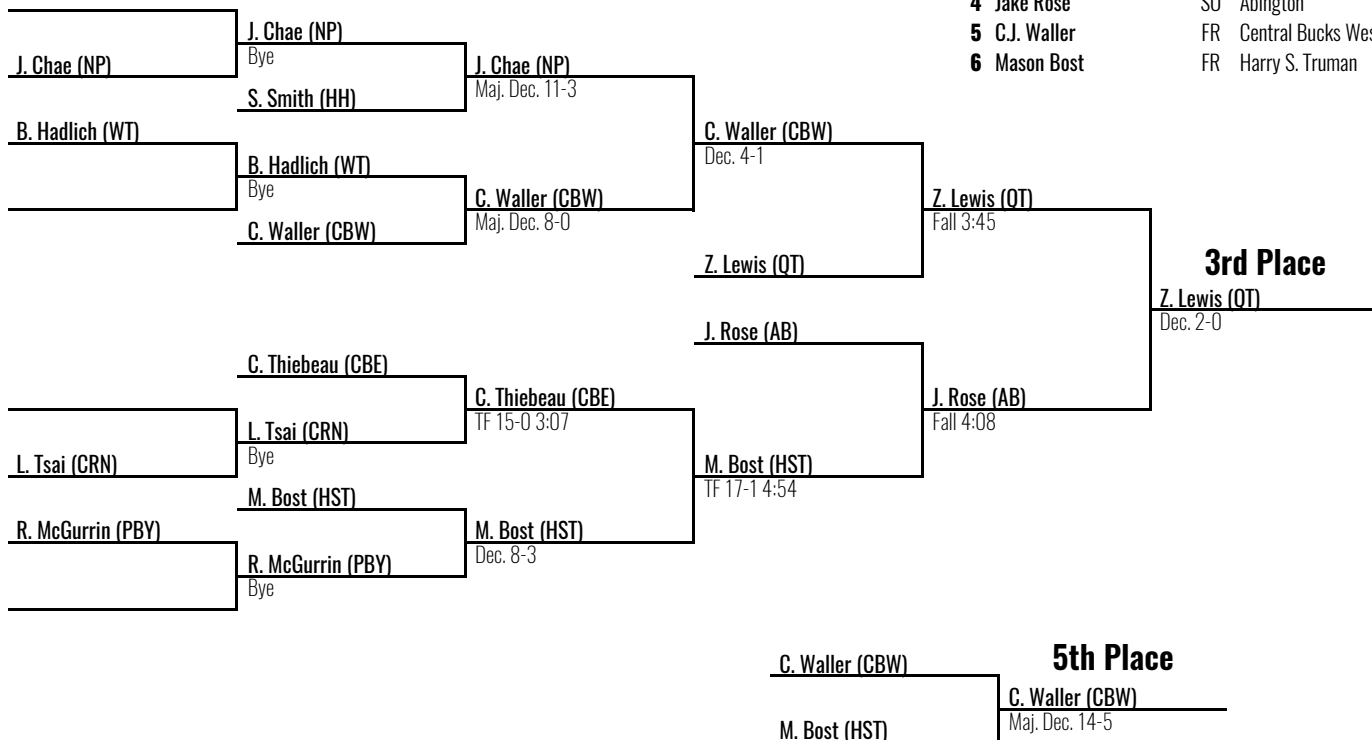 4 Jake Rose SO Abington
5 C.J. Waller FR Central Bucks Wes
6 Mason Bost FR Harry S. Truman
J. Chae (NP)
Bye
J. Chae (NP)
J. Chae (NP)
Maj. Dec. 11-3
S. Smith (HH)
B. Hadlich (WT)
C. Waller (CBW)
Dec. 4-1
B. Hadlich (WT)
Bye
C. Waller (CBW)
Maj. Dec. 8-0
Z. Lewis (QT)
Fall 3:45
C. Waller (CBW)
Z. Lewis (QT)
3rd Place
Z. Lewis (QT)
Dec. 2-0
J. Rose (AB)
C. Thiebeau (CBE)
C. Thiebeau (CBE)
TF 15-0 3:07
J. Rose (AB)
Fall 4:08
L. Tsai (CRN)
Bye
L. Tsai (CRN)
M. Bost (HST)
TF 17-1 4:54
M. Bost (HST)
R. McGurrin (PBY)
M. Bost (HST)
Dec. 8-3
R. McGurrin (PBY)
Bye
C. Waller (CBW)
5th Place
C. Waller (CBW)
Maj. Dec. 14-5
M. Bost (HST)